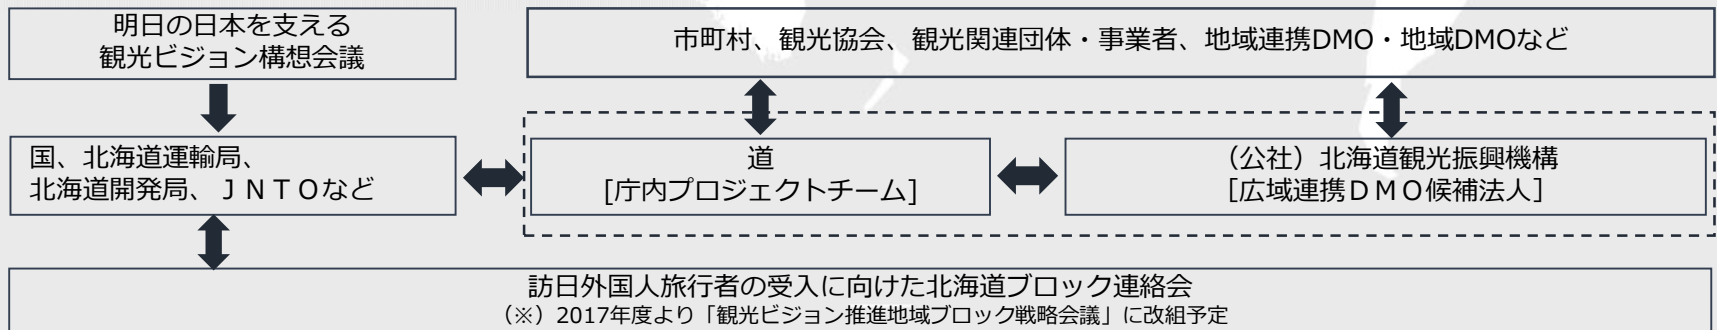 明日の日本を支える
観光ビジョン構想会議
市町村、観光協会、観光関連団体・事業者、地域連携DMO・地域DMOなど
国、北海道運輸局、
北海道開発局、ＪＮＴＯなど
道
[庁内プロジェクトチーム]
（公社）北海道観光振興機構
[広域連携ＤＭＯ候補法人]
訪日外国人旅行者の受入に向けた北海道ブロック連絡会
（※）2017年度より「観光ビジョン推進地域ブロック戦略会議」に改組予定